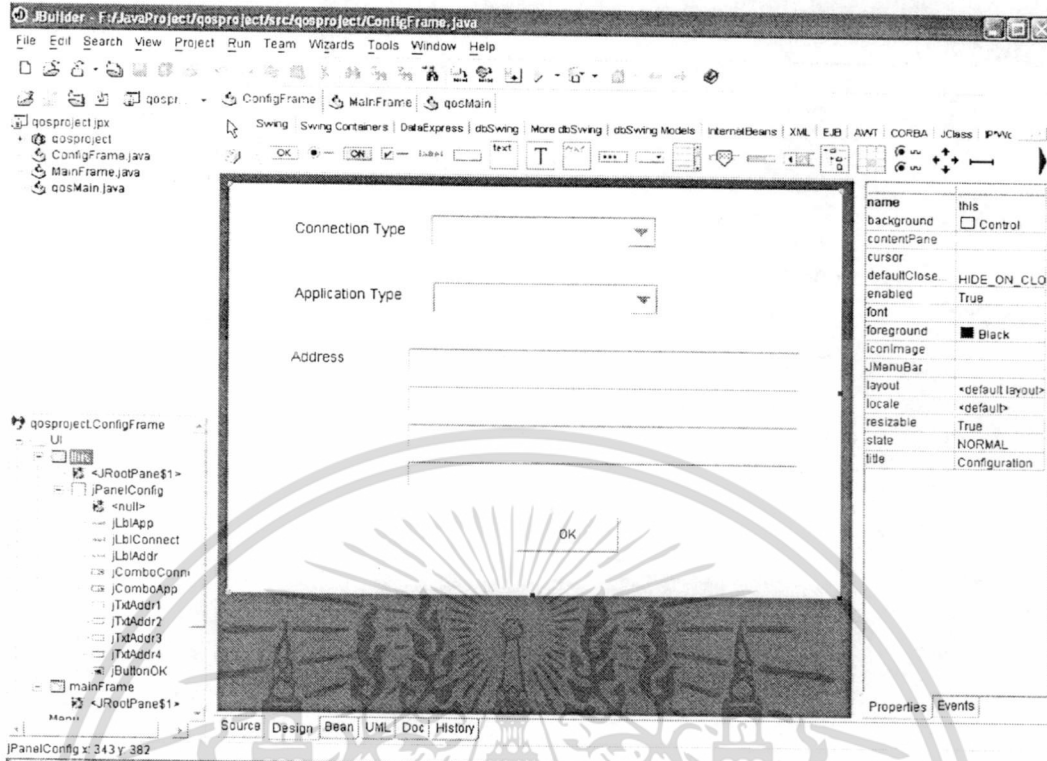 JBuilder - F:/JavaProject/qosproject/src/qosproject/ConfigFrame.java
File Edit Search View Project Run Team Wizards Tools Window Help
qospr...
ConfigFrame MainFrame qosMain
qosproject.jpx
qosproject
ConfigFrame.java
MainFrame.java
qosMain.java
Swing Swing Containers DataExpress dbSwing More dbSwing dbSwing Models InternetBeans XML EJB AWT CORBA JClass
OK ON label text T
Connection Type
Application Type
Address
OK
name this
background Control
contentPane
cursor
defaultClose... HIDE_ON_CLO
enabled True
font
foreground Black
iconImage
JMenuBar
layout <default layout>
locale <default>
resizable True
state NORMAL
title Configuration
qosproject.ConfigFrame
UI
this
<JRootPane$1>
jPanelConfig
<null>
jLblApp
jLblConnect
jLblAddr
jComboConn
jComboApp
jTxtAddr1
jTxtAddr2
jTxtAddr3
jTxtAddr4
jButtonOK
mainFrame
<JRootPane$1>
Menu
Source Design Bean UML Doc History
Properties Events
jPanelConfig x: 343 y: 382